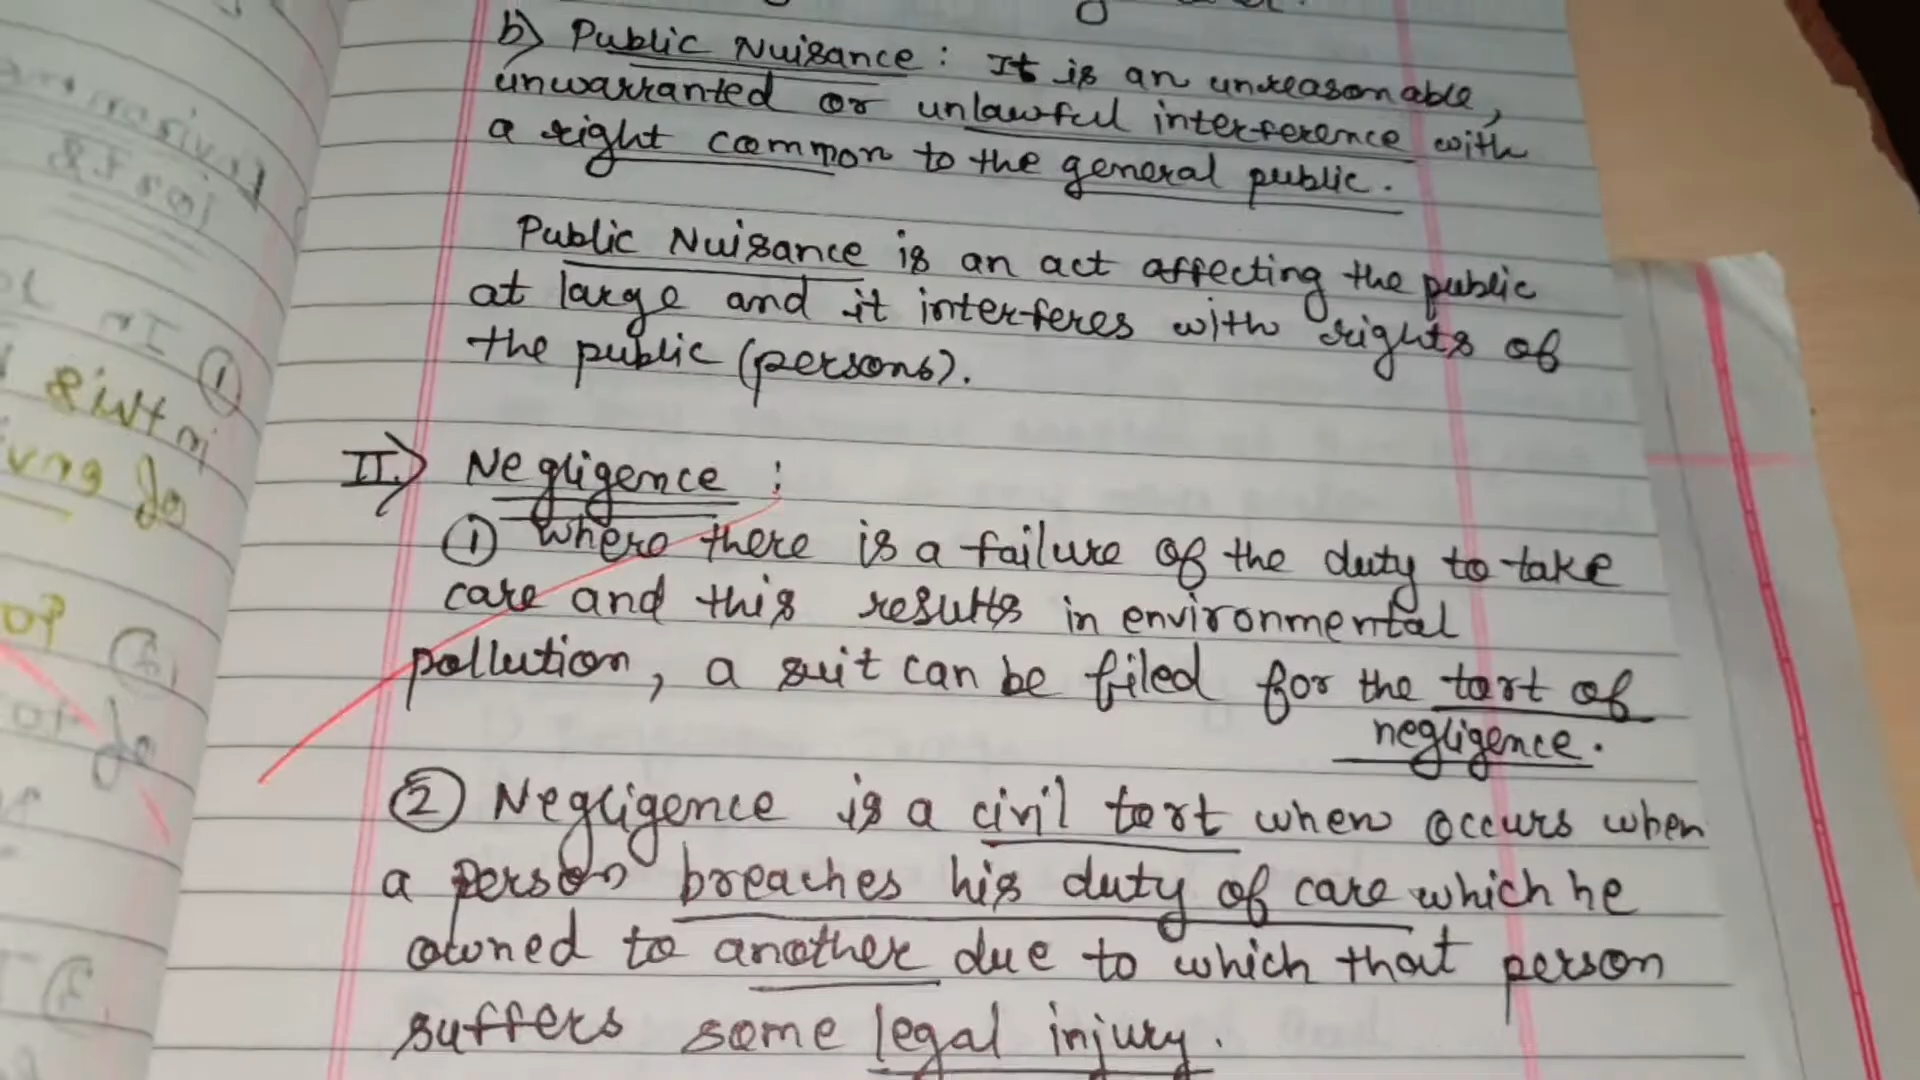 b) Public Nuisance : It is an unreasonable,
unwarranted or unlawful interference with
a right common to the general public.
Public Nuisance is an act affecting the public
at large and it interferes with rights of
the public (persons).
II.) Negligence :
① where there is a failure of the duty to take
care and this results in environmental
pollution, a suit can be filed for the tort of
negligence.
② Negligence is a civil tort when occurs when
a person breaches his duty of care which he
owned to another due to which that person
suffers some legal injury.